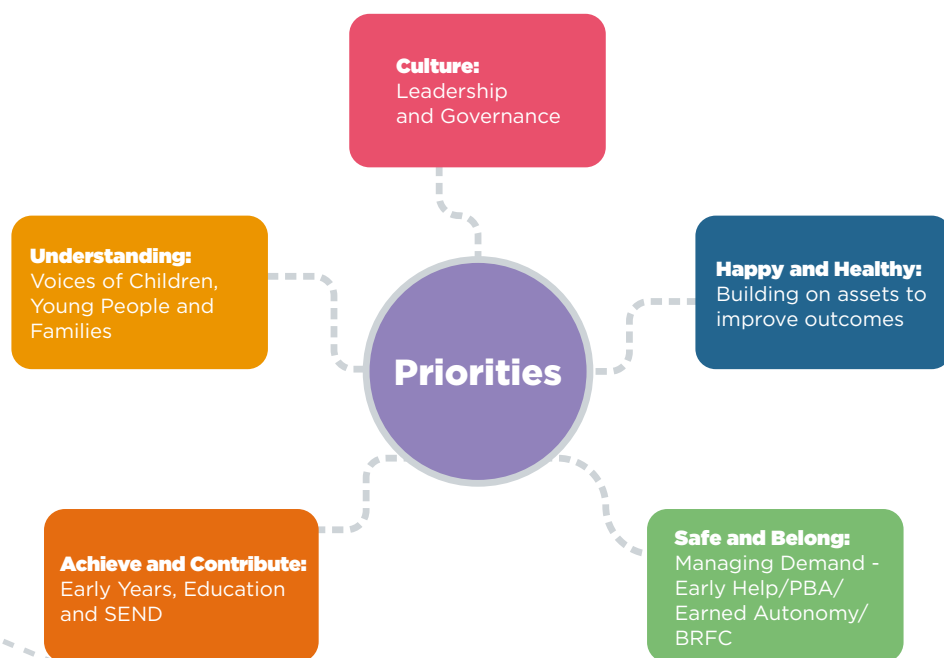 Culture:
Leadership
and Governance
Understanding:
Voices of Children,
Young People and
Families
Happy and Healthy:
Building on assets to
improve outcomes
Priorities
Achieve and Contribute:
Early Years, Education
and SEND
Safe and Belong:
Managing Demand -
Early Help/PBA/
Earned Autonomy/
BRFC